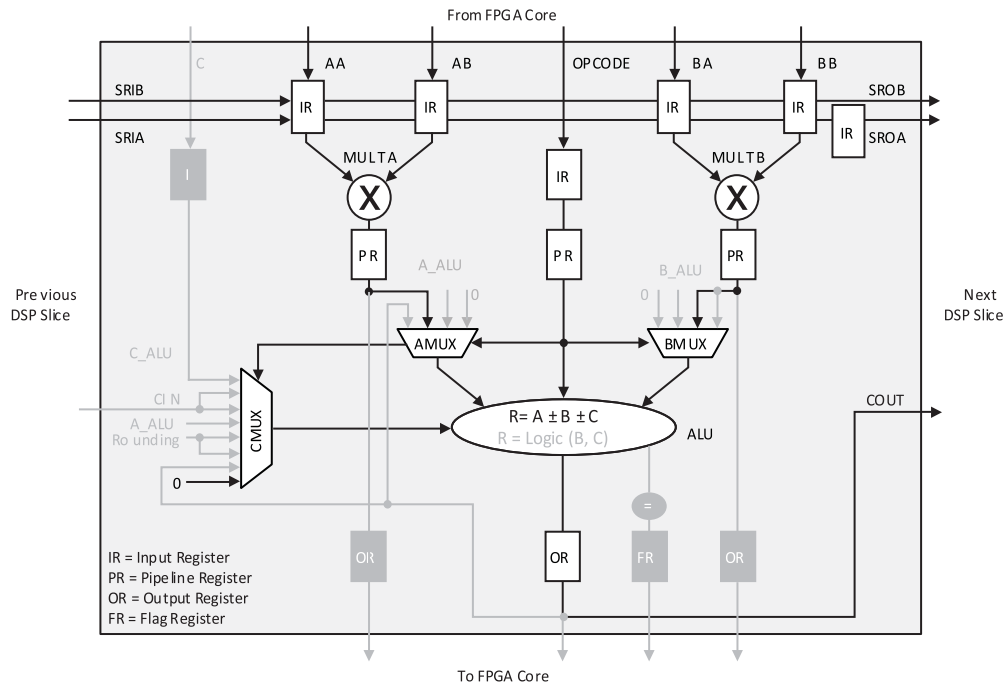 From FPGA Core
C
AA
AB
OPCODE
BA
BB
SRIB
SROB
IR
IR
IR
IR
SRIA
IR
SROA
MULTA
MULTB
I
IR
X
X
PR
PR
PR
A_ALU
B_ALU
0
0
Previous
DSP Slice
Next
DSP Slice
AMUX
BMUX
C_ALU
CIN
COUT
A_ALU
Rounding
CMUX
R= A ± B ± C
R = Logic (B, C)
ALU
0
=
OR
OR
FR
OR
IR = Input Register
PR = Pipeline Register
OR = Output Register
FR = Flag Register
To FPGA Core